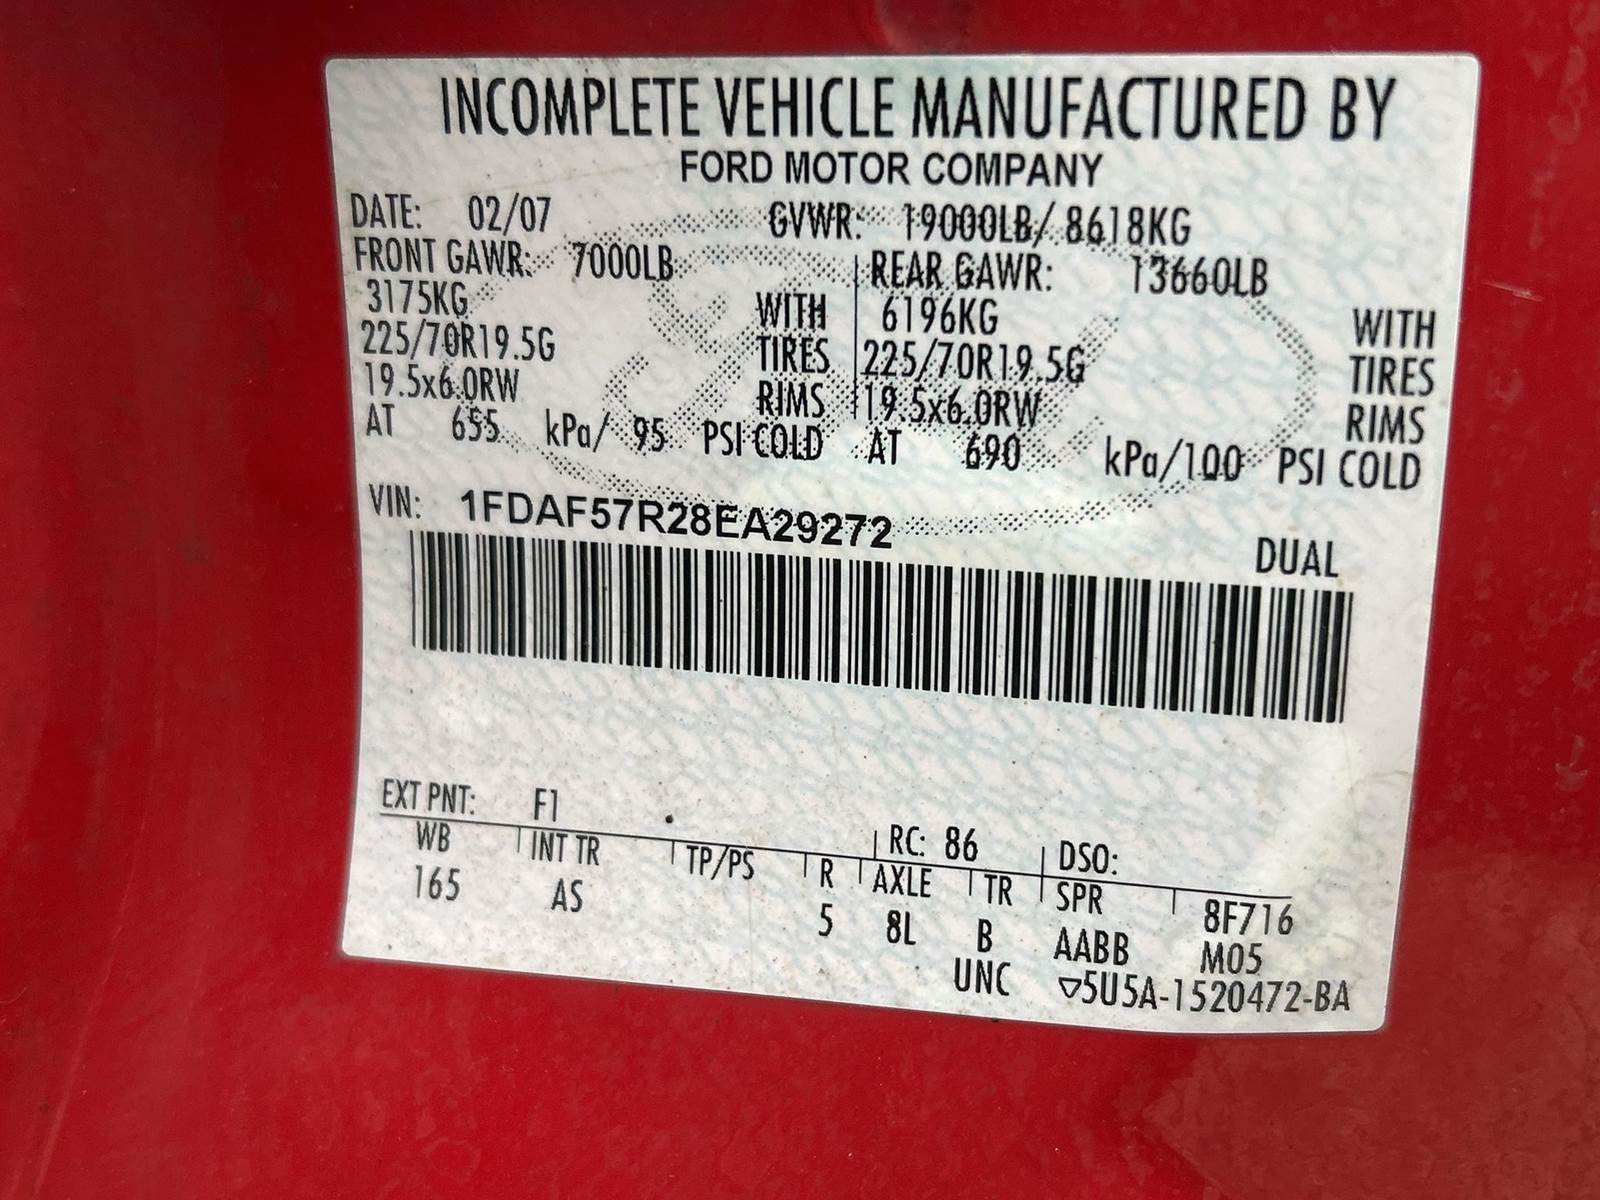 INCOMPLETE VEHICLE MANUFACTURED BY
FORD MOTOR COMPANY
DATE: 02/07 GVWR: 19000LB/ 8618KG
FRONT GAWR: 7000LB REAR GAWR: 13660LB
3175KG WITH 6196KG WITH
225/70R19.5G TIRES 225/70R19.5G TIRES
19.5x6.0RW RIMS 19.5x6.0RW RIMS
AT 655 kPa/ 95 PSI COLD AT 690 kPa/100 PSI COLD
VIN: 1FDAF57R28EA29272
DUAL
EXT PNT: F1 RC: 86 DSO:
WB INT TR TP/PS R AXLE TR SPR 8F716
165 AS 5 8L B AABB M05
UNC ▽5U5A-1520472-BA